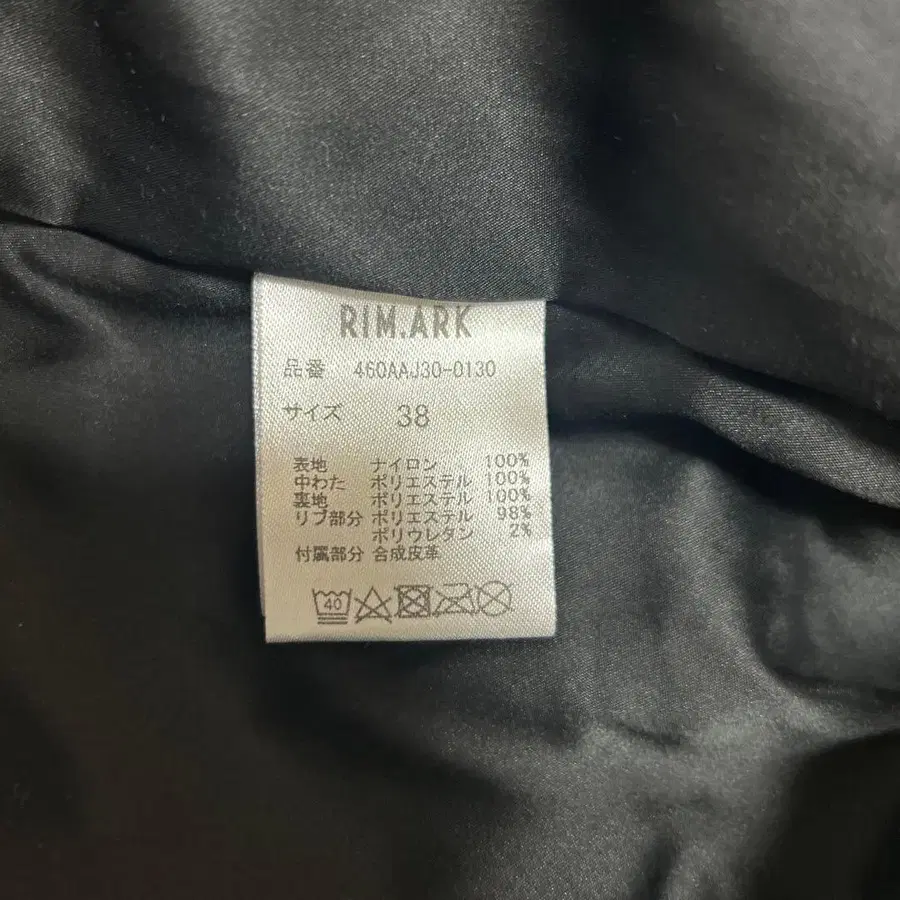 RIM.ARK
品番 460AAJ30-0130
サイズ 38
表地 ナイロン 100%
中わた ポリエステル 100%
裏地 ポリエステル 100%
リブ部分 ポリエステル 98%
ポリウレタン 2%
付属部分 合成皮革
40